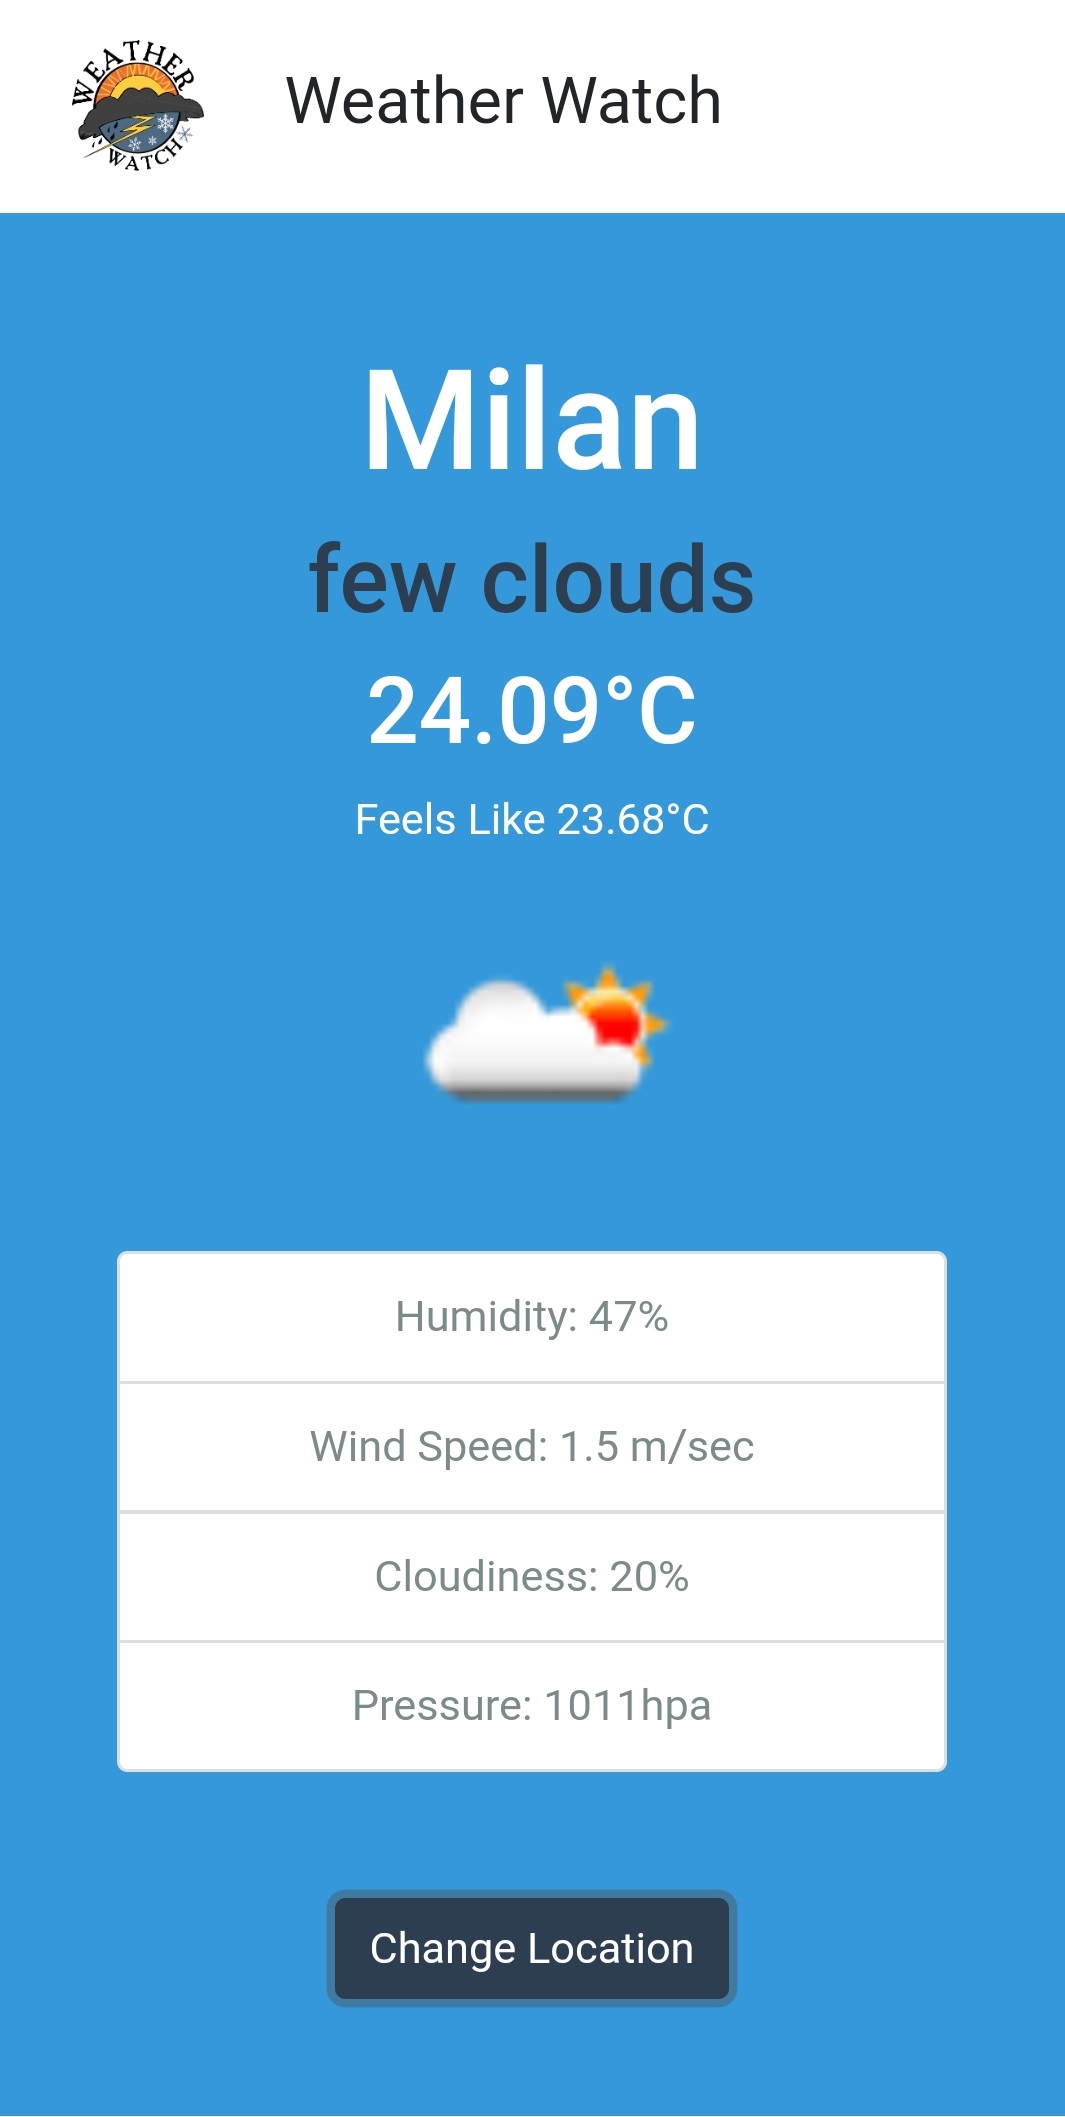 WEATHER
WATCH
Weather Watch
Milan
few clouds
24.09°C
Feels Like 23.68°C
Humidity: 47%
Wind Speed: 1.5 m/sec
Cloudiness: 20%
Pressure: 1011hpa
Change Location